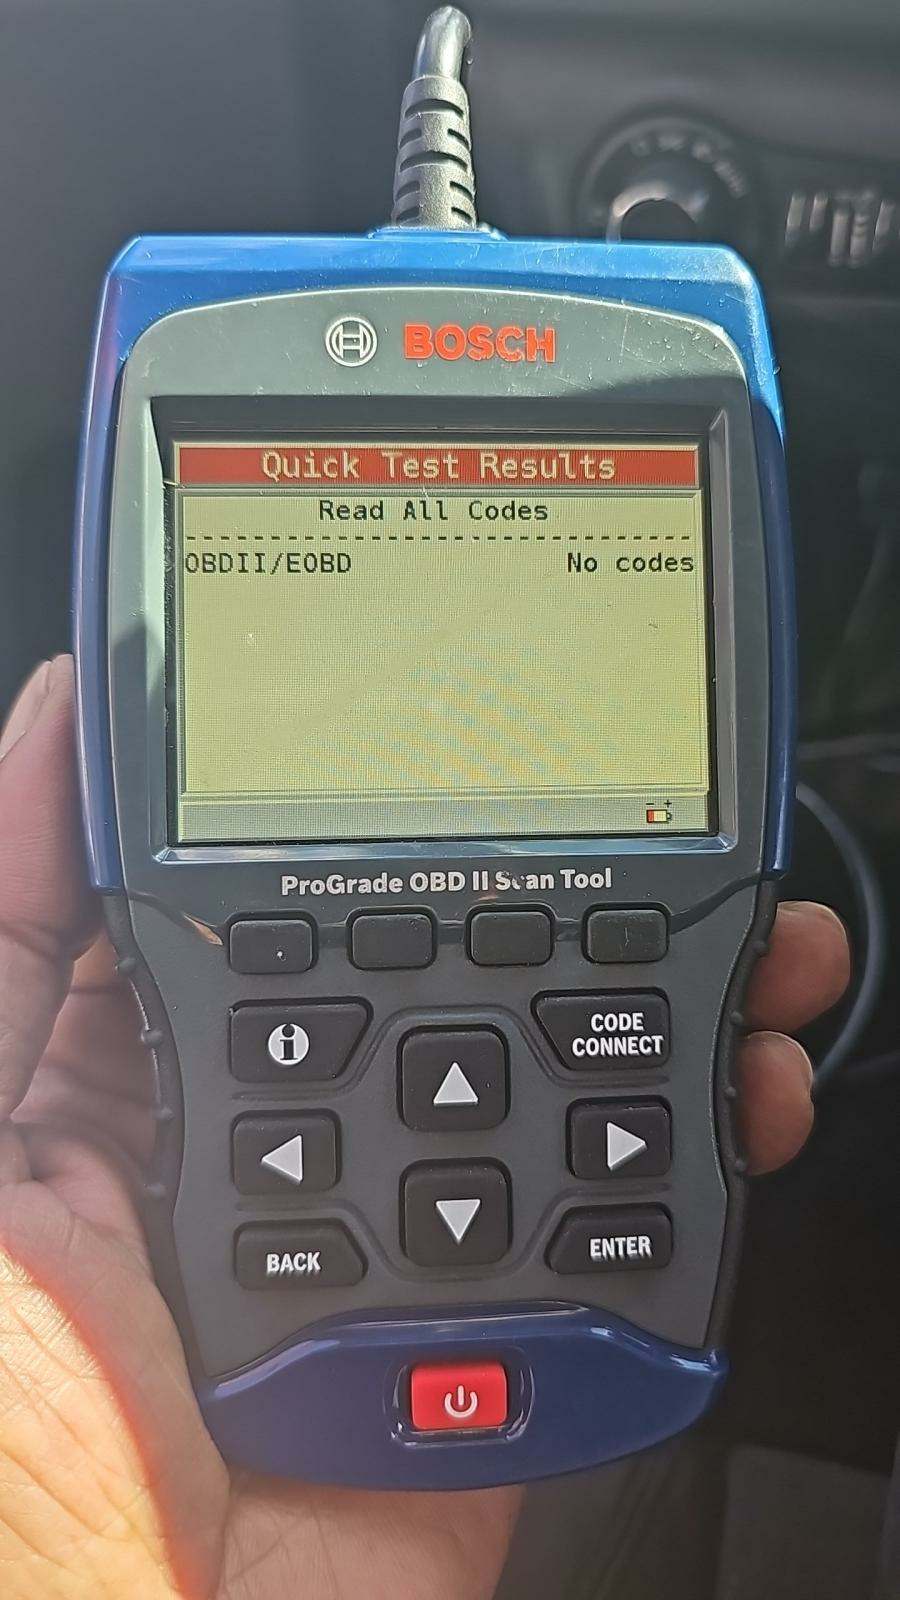 BOSCH
Quick Test Results
Read All Codes
OBDII/EOBD No codes
- +
ProGrade OBD II Scan Tool
i
CODE
CONNECT
BACK
ENTER